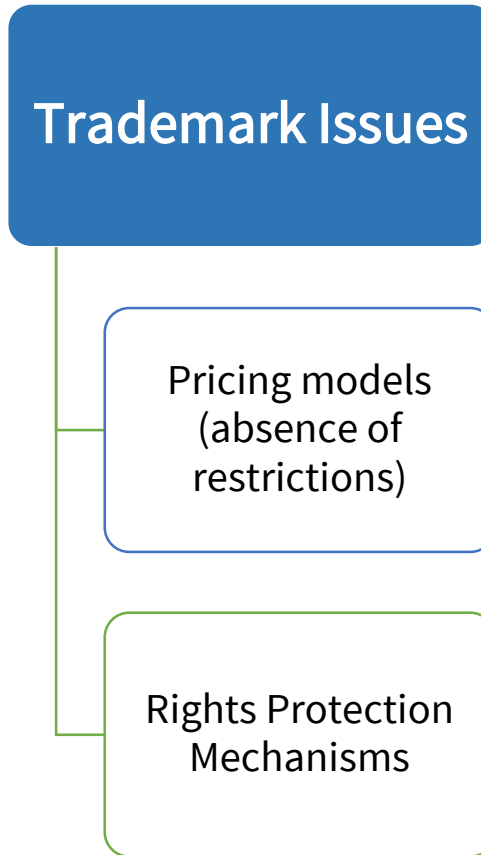 Trademark Issues
Pricing models
(absence of
restrictions)
Rights Protection
Mechanisms